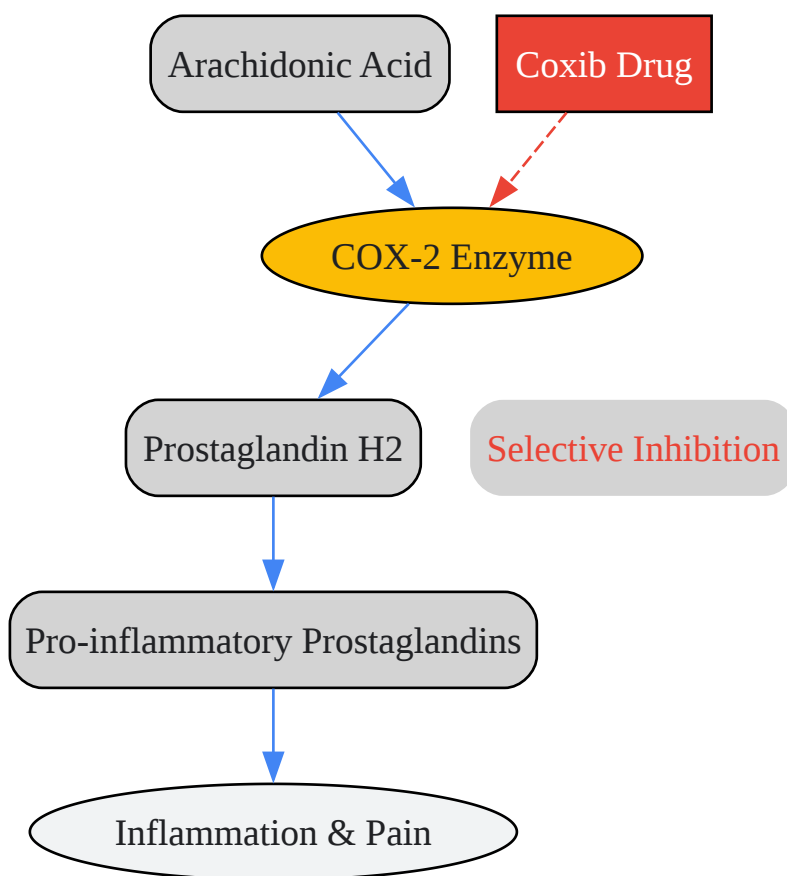 Arachidonic Acid
Coxib Drug
COX-2 Enzyme
Prostaglandin H2
Selective Inhibition
Pro-inflammatory Prostaglandins
Inflammation & Pain